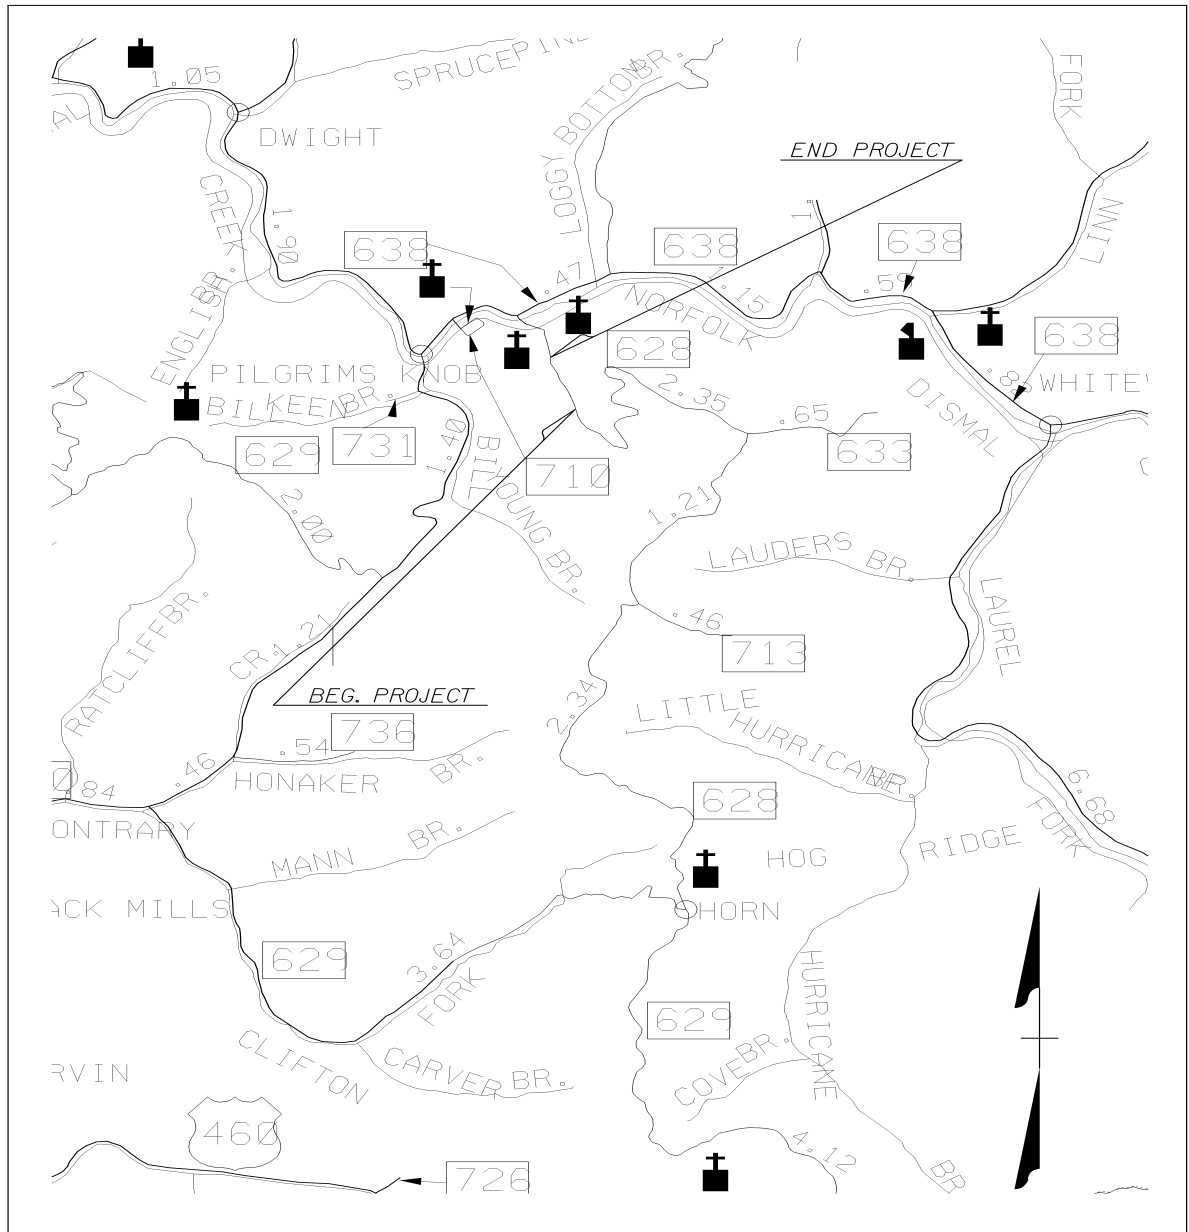 SPRUCEPINE
BR.
LOGGY BOTTOM
FORK
1.05
DWIGHT
END PROJECT
CREEK
1.90
638
638
638
LINN
.47
.15
.59
NORFOLK
ENGLISH
BR.
628
638
PILGRIMS KNOB
.82
BILL
KEEN
BR.
2.35
.65
DISMAL
629
731
1.40
BILL
YOUNG BR.
710
633
2.00
1.21
LAUDERS
BR.
RATCLIFF
BR.
LAUREL
.46
713
CR.
1.21
BEG. PROJECT
LITTLE
HURRICANE
BR.
2.34
736
.54
.46
.84
HONAKER
BR.
628
6.68
FORK
ONTRARY
MANN
BR.
HOG
RIDGE
ACK MILLS
HORN
629
3.64
FORK
HURRICANE
629
CLIFTON
CARVER
BR.
COVE
BR.
RVIN
460
4.12
726
BR